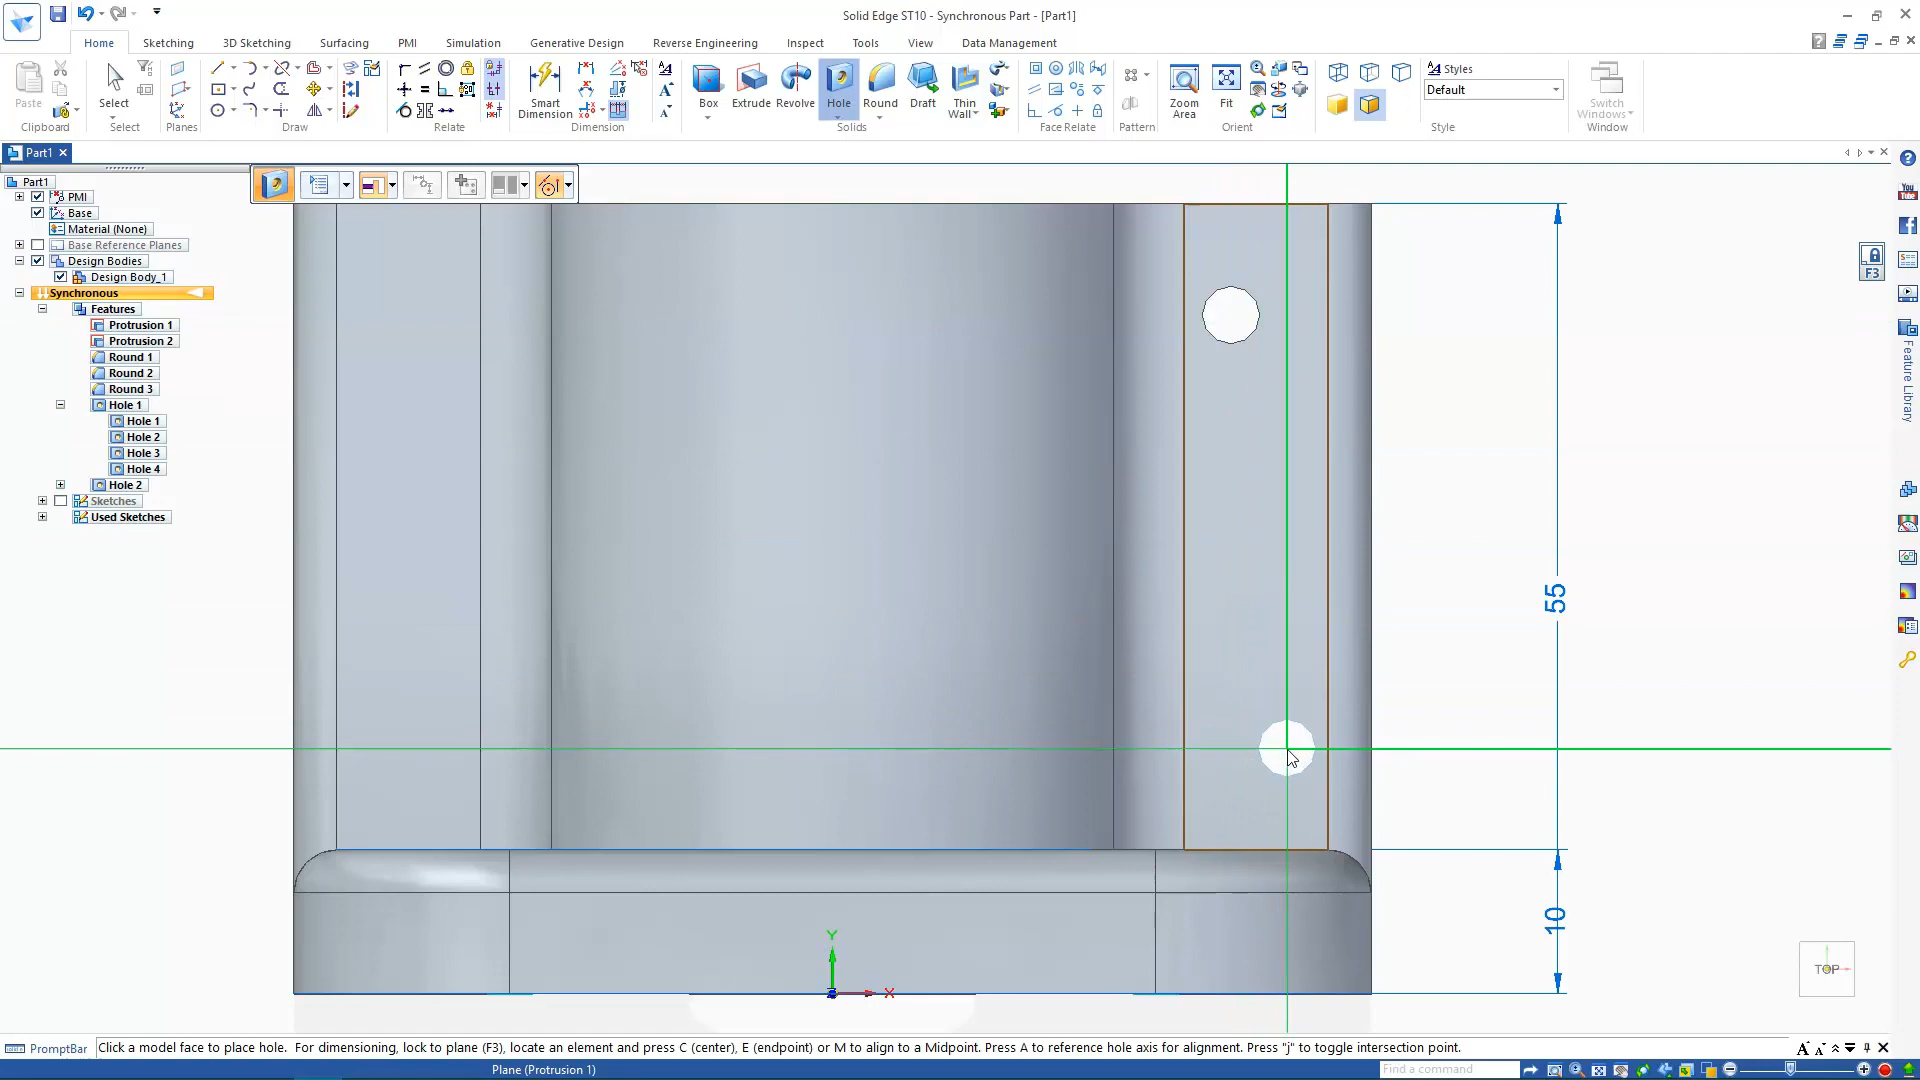 Solid Edge ST10 - Synchronous Part - [Part1]
Home
Sketching
3D Sketching
Surfacing
PMI
Simulation
Generative Design
Reverse Engineering
Inspect
Tools
View
Data Management
Paste
Clipboard
Select
Select
Planes
Draw
Relate
Smart Dimension
Dimension
Box
Extrude
Revolve
Hole
Round
Draft
Thin Wall
Solids
Face Relate
Pattern
Zoom Area
Fit
Orient
Styles
Default
Style
Switch Windows
Window
Part1
Part1
PMI
Base
Material (None)
Base Reference Planes
Design Bodies
Design Body_1
Synchronous
Features
Protrusion 1
Protrusion 2
Round 1
Round 2
Round 3
Hole 1
Hole 1
Hole 2
Hole 3
Hole 4
Hole 2
Sketches
Used Sketches
F3
Feature Library
55
10
Y
X
TOP
PromptBar
Click a model face to place hole. For dimensioning, lock to plane (F3), locate an element and press C (center), E (endpoint) or M to align to a Midpoint. Press A to reference hole axis for alignment. Press "j" to toggle intersection point.
Plane (Protrusion 1)
Find a command